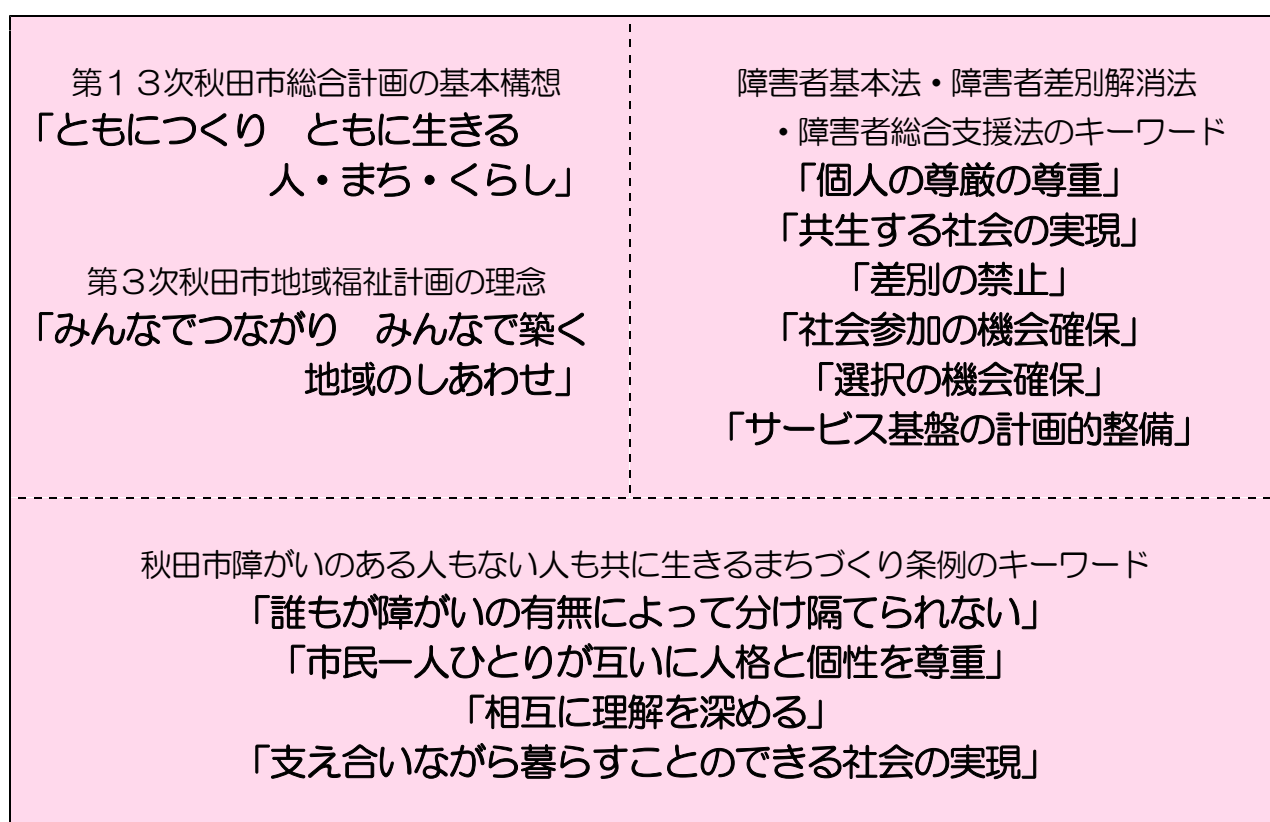 第１３次秋田市総合計画の基本構想
「ともにつくり　ともに生きる
人・まち・くらし」
第３次秋田市地域福祉計画の理念
「みんなでつながり　みんなで築く
地域のしあわせ」
障害者基本法・障害者差別解消法
・障害者総合支援法のキーワード
「個人の尊厳の尊重」
「共生する社会の実現」
「差別の禁止」
「社会参加の機会確保」
「選択の機会確保」
「サービス基盤の計画的整備」
秋田市障がいのある人もない人も共に生きるまちづくり条例のキーワード
「誰もが障がいの有無によって分け隔てられない」
「市民一人ひとりが互いに人格と個性を尊重」
「相互に理解を深める」
「支え合いながら暮らすことのできる社会の実現」